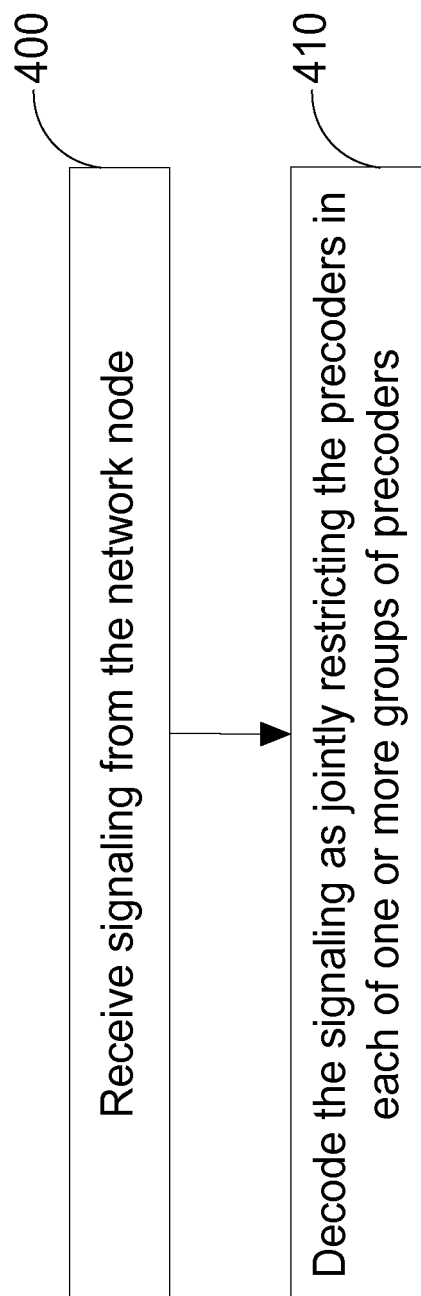 400
Receive signaling from the network node
410
Decode the signaling as jointly restricting the precoders in
each of one or more groups of precoders